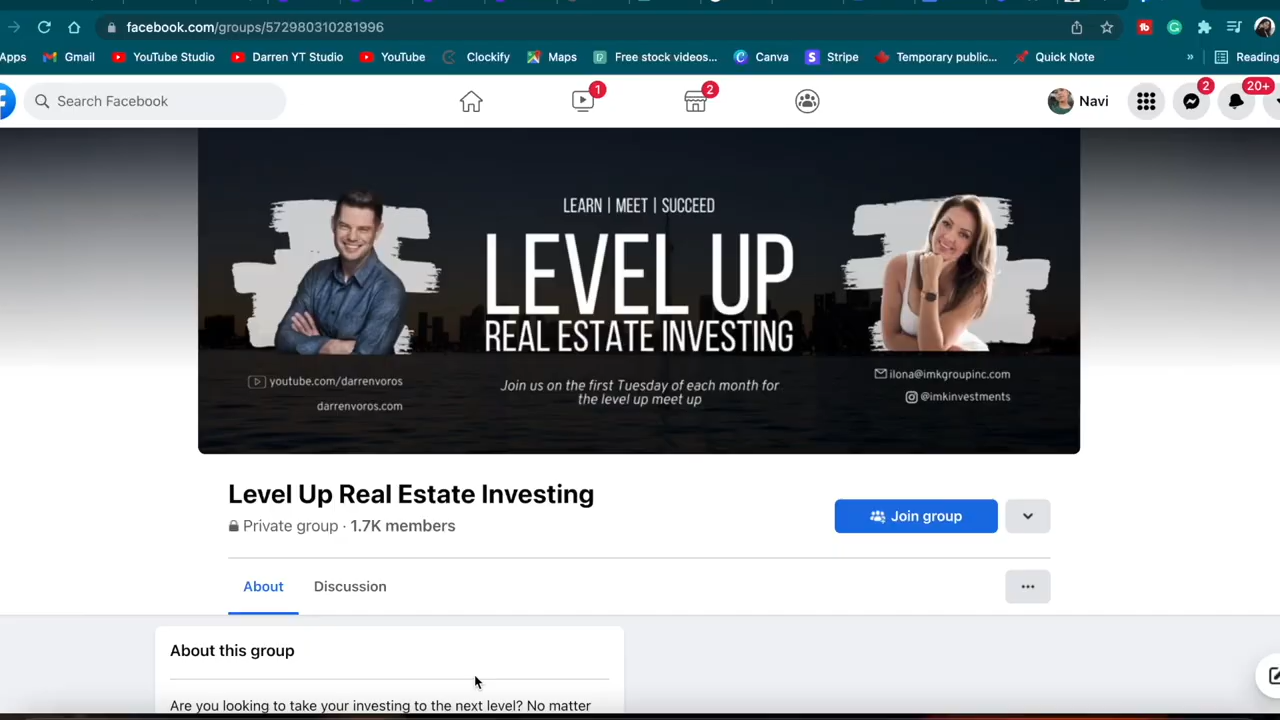 facebook.com/groups/572980310281996
Apps Gmail YouTube Studio Darren YT Studio YouTube Clockify Maps Free stock videos... Canva Stripe Temporary public... Quick Note » Reading
Search Facebook 1 2 Navi 2 20+
LEARN | MEET | SUCCEED
LEVEL UP
REAL ESTATE INVESTING
youtube.com/darrenvoros
darrenvoros.com
Join us on the first Tuesday of each month for
the level up meet up
ilona@imkgroupinc.com
@imkinvestments
Level Up Real Estate Investing
Private group · 1.7K members
Join group
About Discussion
About this group
Are you looking to take your investing to the next level? No matter